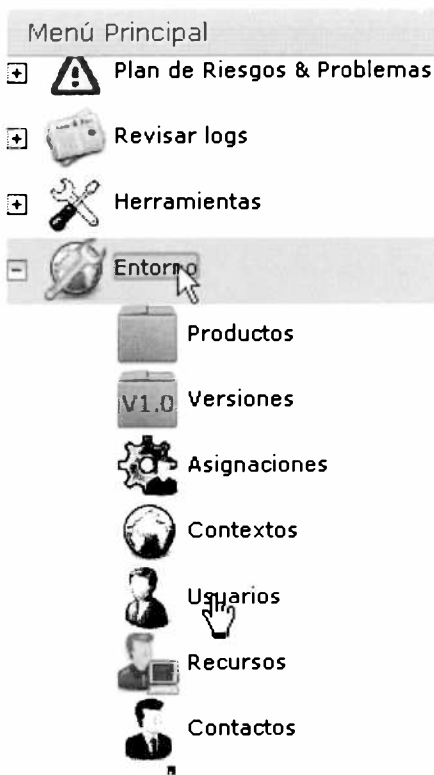 Menú Principal
Plan de Riesgos & Problemas
Revisar logs
Herramientas
Entorno
Productos
V1.0 Versiones
Asignaciones
Contextos
Usuarios
Recursos
Contactos